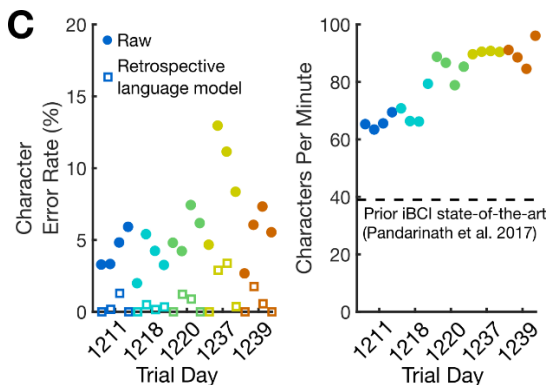 C
Character
Error Rate (%)
20
15
10
5
0
Raw
Retrospective
language model
1211
1218
1220
1237
1239
Trial Day
Characters Per Minute
100
80
60
40
20
0
Prior iBCI state-of-the-art
(Pandarinath et al. 2017)
1211
1218
1220
1237
1239
Trial Day